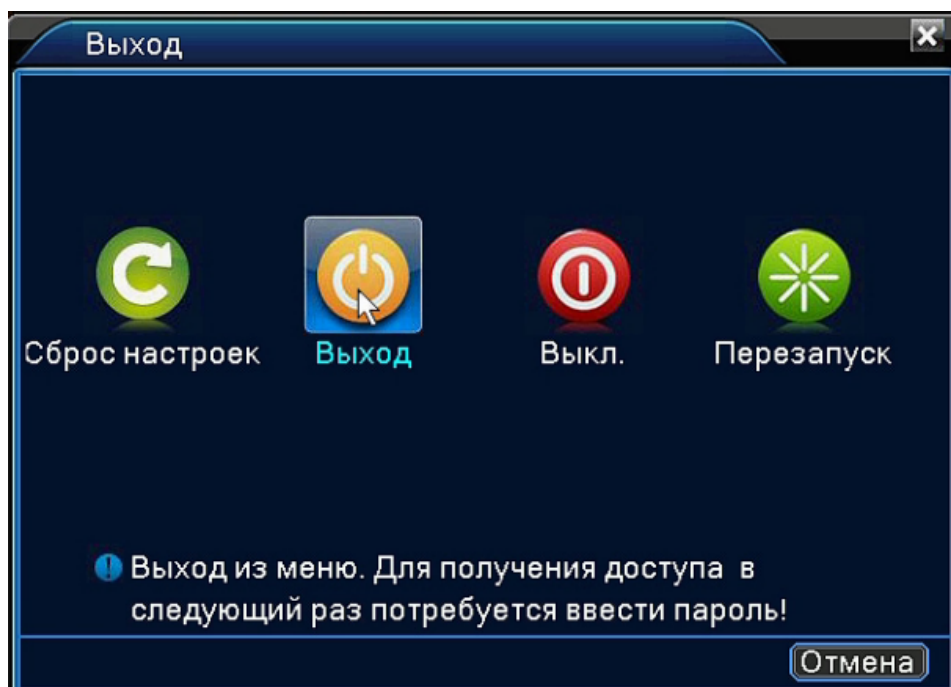 Выход
Сброс настроек
Выход
Выкл.
Перезапуск
Выход из меню. Для получения доступа в
следующий раз потребуется ввести пароль!
Отмена